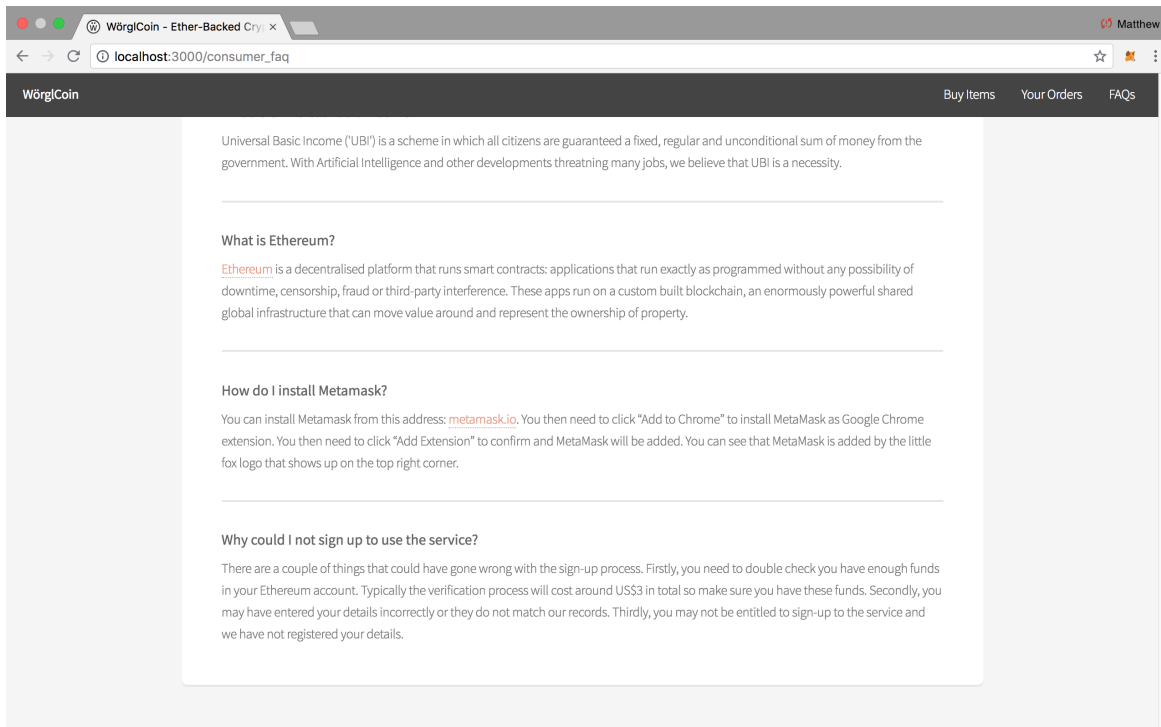 WörglCoin - Ether-Backed Cry
Matthew
localhost:3000/consumer_faq
WörglCoin
Buy Items
Your Orders
FAQs
Universal Basic Income ('UBI') is a scheme in which all citizens are guaranteed a fixed, regular and unconditional sum of money from the
government. With Artificial Intelligence and other developments threatning many jobs, we believe that UBI is a necessity.
What is Ethereum?
Ethereum is a decentralised platform that runs smart contracts: applications that run exactly as programmed without any possibility of
downtime, censorship, fraud or third-party interference. These apps run on a custom built blockchain, an enormously powerful shared
global infrastructure that can move value around and represent the ownership of property.
How do I install Metamask?
You can install Metamask from this address: metamask.io. You then need to click “Add to Chrome” to install MetaMask as Google Chrome
extension. You then need to click “Add Extension” to confirm and MetaMask will be added. You can see that MetaMask is added by the little
fox logo that shows up on the top right corner.
Why could I not sign up to use the service?
There are a couple of things that could have gone wrong with the sign-up process. Firstly, you need to double check you have enough funds
in your Ethereum account. Typically the verification process will cost around US$3 in total so make sure you have these funds. Secondly, you
may have entered your details incorrectly or they do not match our records. Thirdly, you may not be entitled to sign-up to the service and
we have not registered your details.